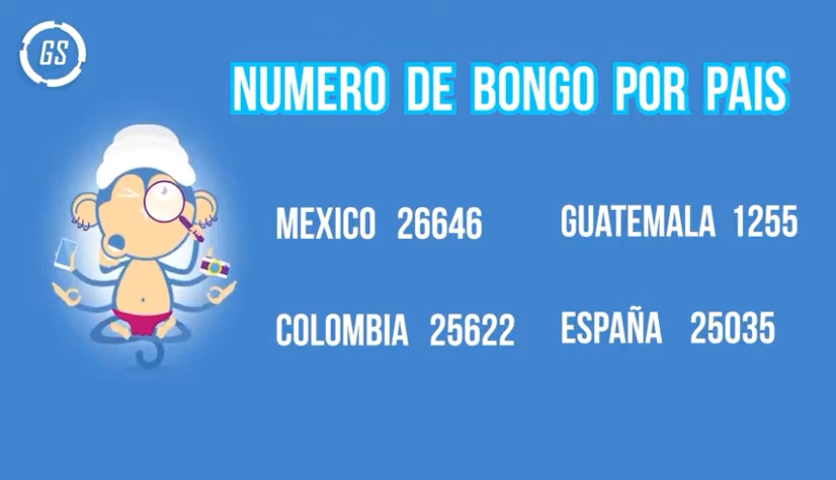 GS
NUMERO DE BONGO POR PAIS
MEXICO 26646
GUATEMALA 1255
COLOMBIA 25622
ESPAÑA 25035